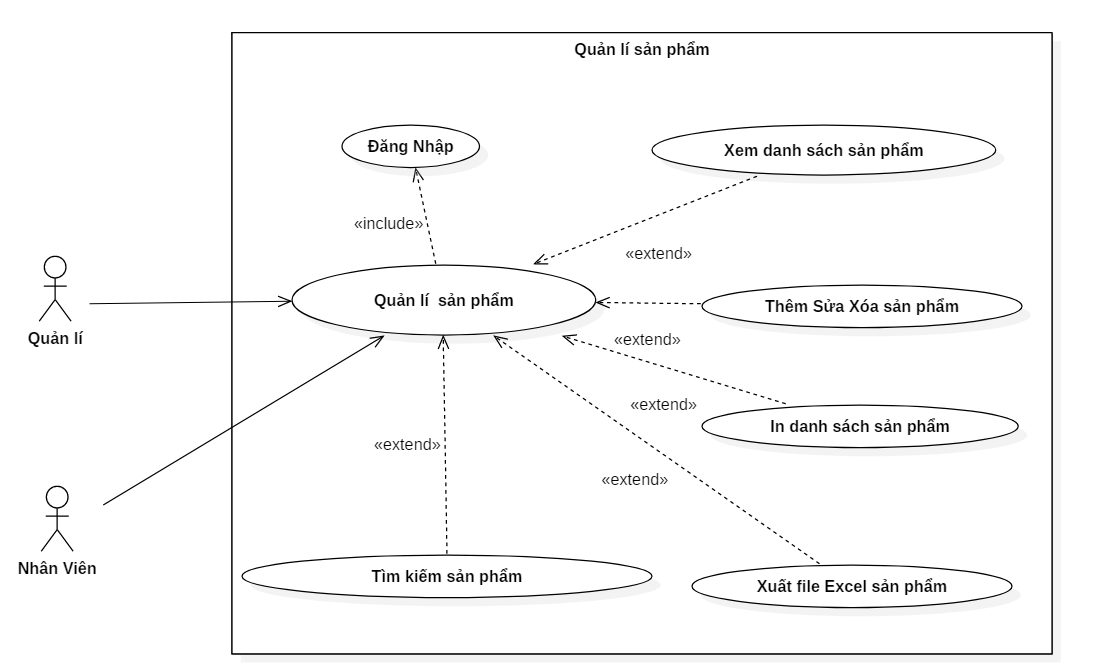 Quản lí sản phẩm
Đăng Nhập
Xem danh sách sản phẩm
«include»
«extend»
Quản lí  sản phẩm
Thêm Sửa Xóa sản phẩm
Quản lí
«extend»
«extend»
In danh sách sản phẩm
«extend»
«extend»
Nhân Viên
Tìm kiếm sản phẩm
Xuất file Excel sản phẩm